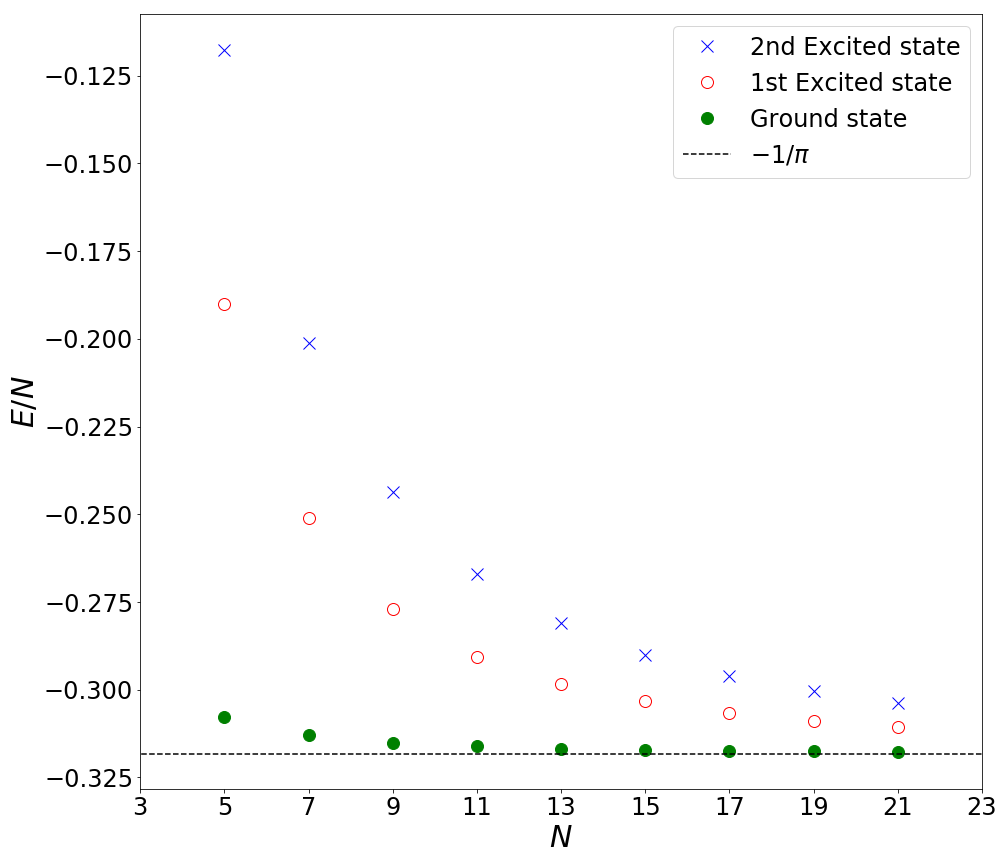 2nd Excited state
1st Excited state
Ground state
−1/π
−0.125
−0.150
−0.175
−0.200
−0.225
−0.250
−0.275
−0.300
−0.325
E/N
3 5 7 9 11 13 15 17 19 21 23
N